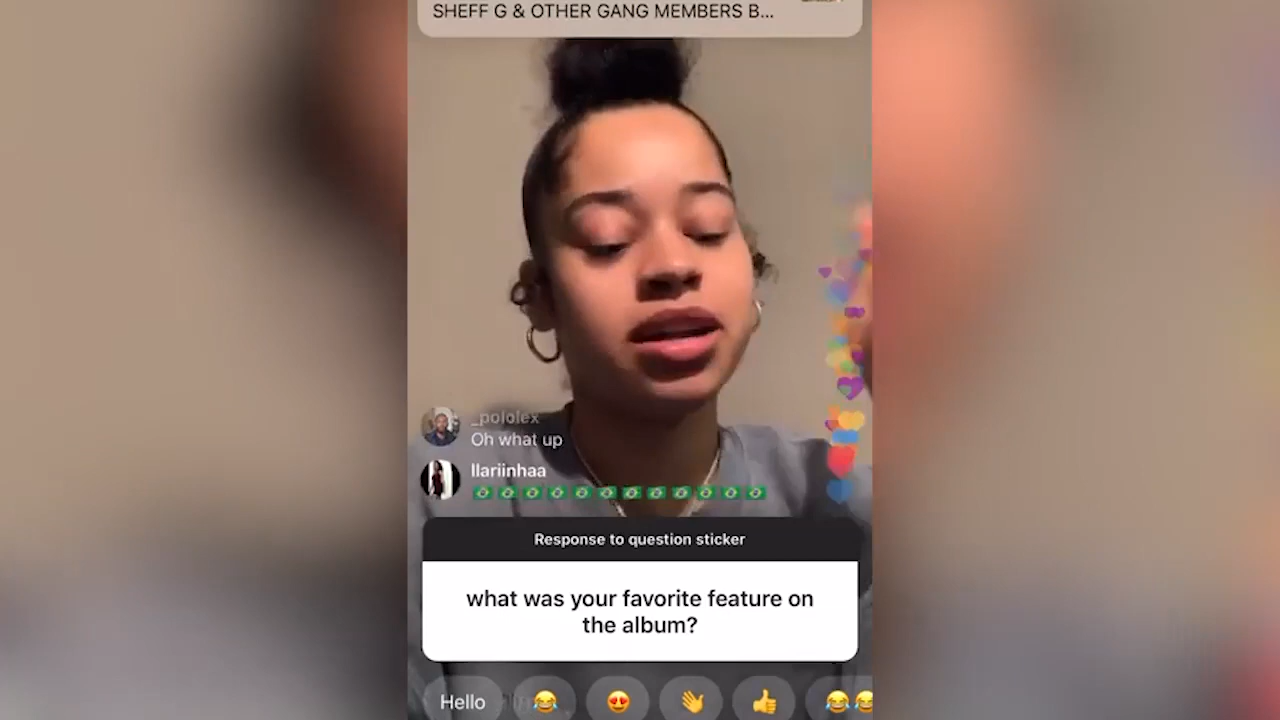 SHEFF G & OTHER GANG MEMBERS B...
_pololex
Oh what up
llariinhaa
Response to question sticker
what was your favorite feature on
the album?
Hello